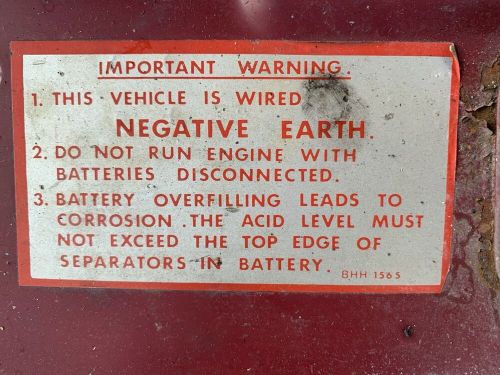 IMPORTANT WARNING.
1. THIS VEHICLE IS WIRED
NEGATIVE EARTH.
2. DO NOT RUN ENGINE WITH
BATTERIES DISCONNECTED.
3. BATTERY OVERFILLING LEADS TO
CORROSION. THE ACID LEVEL MUST
NOT EXCEED THE TOP EDGE OF
SEPARATORS IN BATTERY.
BHH 1565